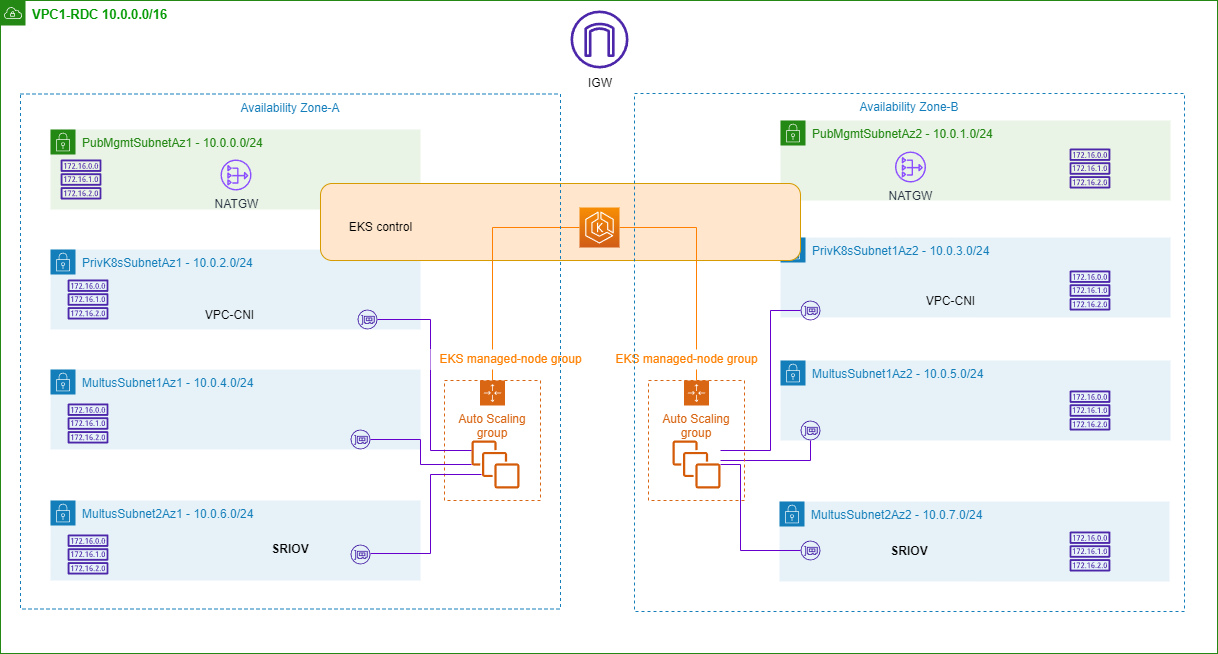 VPC1-RDC 10.0.0.0/16
IGW
Availability Zone-A
PubMgmtSubnetAz1 - 10.0.0.0/24
172.16.0.0
172.16.1.0
172.16.2.0
NATGW
EKS control
PrivK8sSubnetAz1 - 10.0.2.0/24
172.16.0.0
172.16.1.0
172.16.2.0
VPC-CNI
EKS managed-node group
Auto Scaling
group
MultusSubnet1Az1 - 10.0.4.0/24
172.16.0.0
172.16.1.0
172.16.2.0
MultusSubnet2Az1 - 10.0.6.0/24
172.16.0.0
172.16.1.0
172.16.2.0
SRIOV
Availability Zone-B
PubMgmtSubnetAz2 - 10.0.1.0/24
NATGW
172.16.0.0
172.16.1.0
172.16.2.0
K
PrivK8sSubnet1Az2 - 10.0.3.0/24
VPC-CNI
172.16.0.0
172.16.1.0
172.16.2.0
EKS managed-node group
Auto Scaling
group
MultusSubnet1Az2 - 10.0.5.0/24
172.16.0.0
172.16.1.0
172.16.2.0
MultusSubnet2Az2 - 10.0.7.0/24
SRIOV
172.16.0.0
172.16.1.0
172.16.2.0